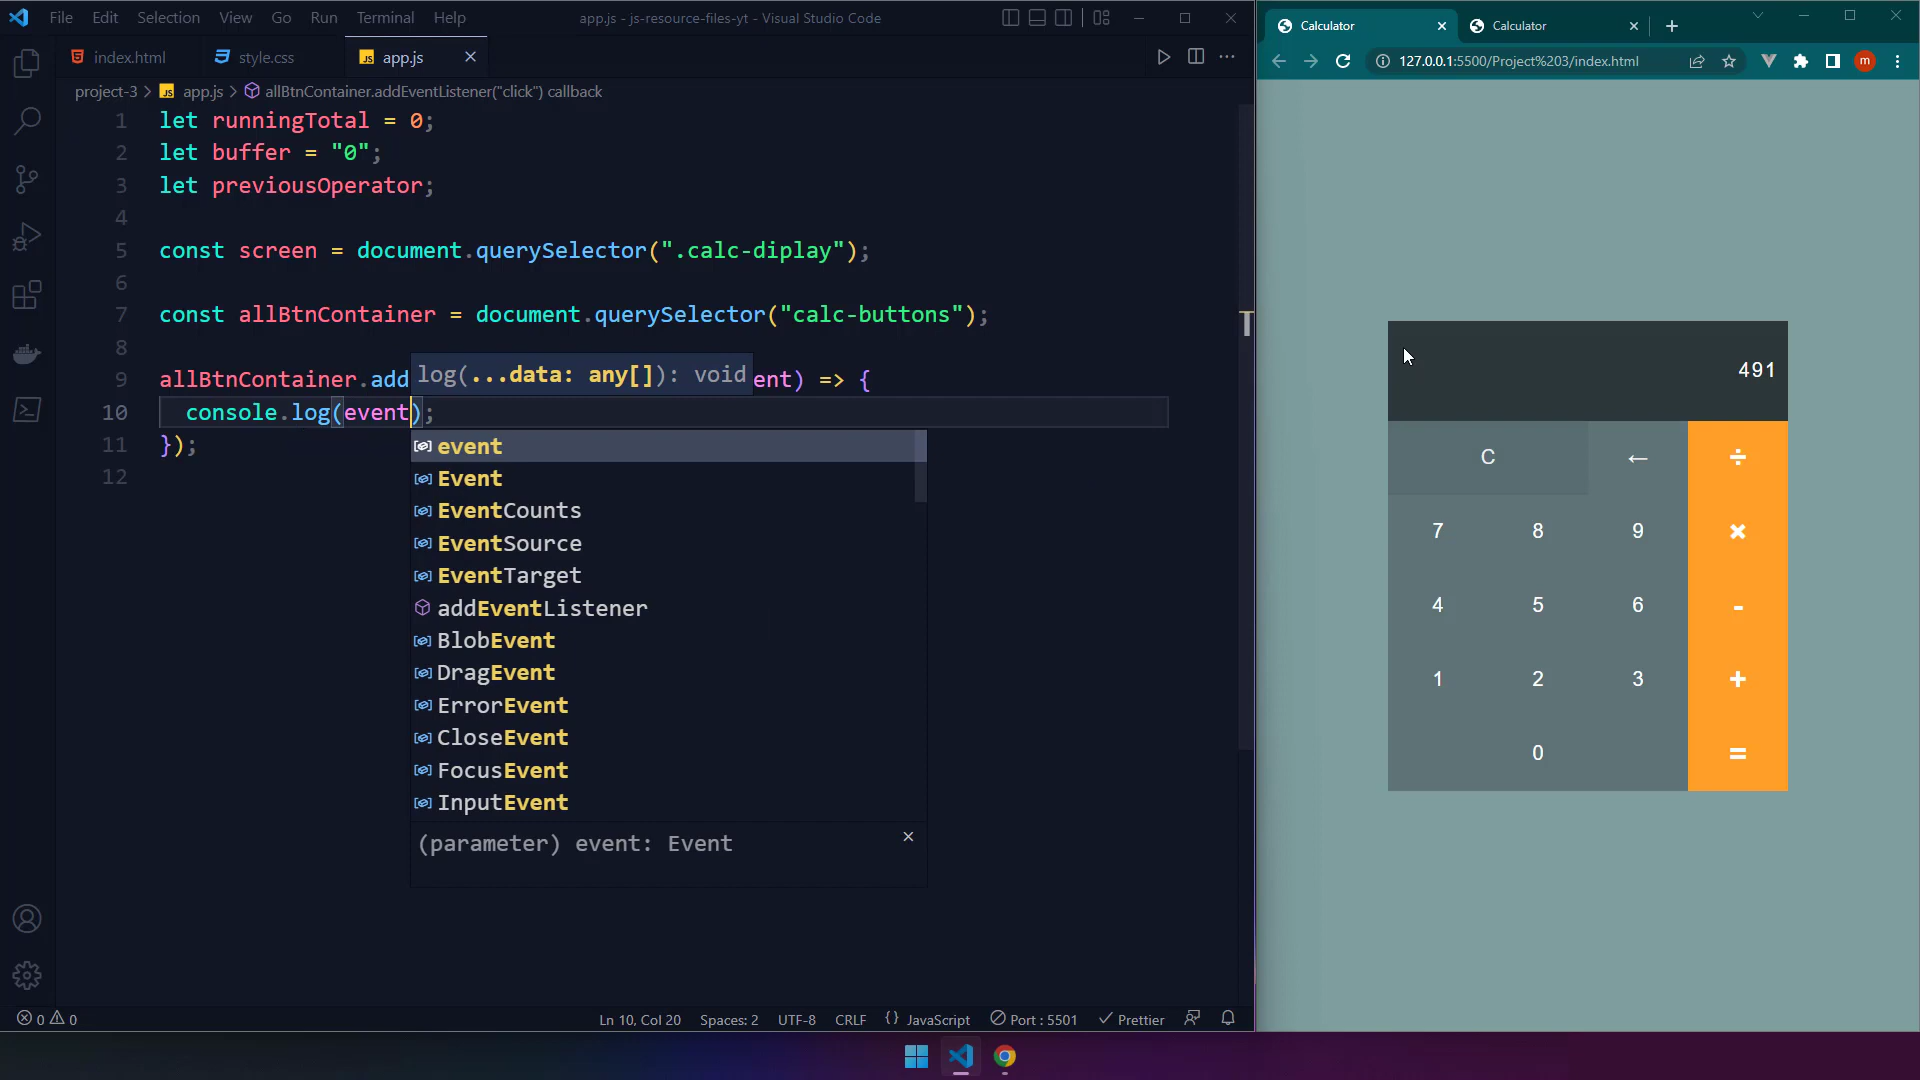 File Edit Selection View Go Run Terminal Help app.js - js-resource-files-yt - Visual Studio Code
index.html style.css JS app.js
project-3 > JS app.js > allBtnContainer.addEventListener("click") callback
1 let runningTotal = 0;
2 let buffer = "0";
3 let previousOperator;
4
5 const screen = document.querySelector(".calc-diplay");
6
7 const allBtnContainer = document.querySelector("calc-buttons");
8
9 allBtnContainer.add ent) => {
log(...data: any[]): void
10 console.log(event);
11 });
12
event
Event
EventCounts
EventSource
EventTarget
addEventListener
BlobEvent
DragEvent
ErrorEvent
CloseEvent
FocusEvent
InputEvent
(parameter) event: Event
0 0 Ln 10, Col 20 Spaces: 2 UTF-8 CRLF {} JavaScript Port : 5501 Prettier
Calculator Calculator
127.0.0.1:5500/Project%203/index.html m
491
C ← ÷
7 8 9 ×
4 5 6 -
1 2 3 +
0 =